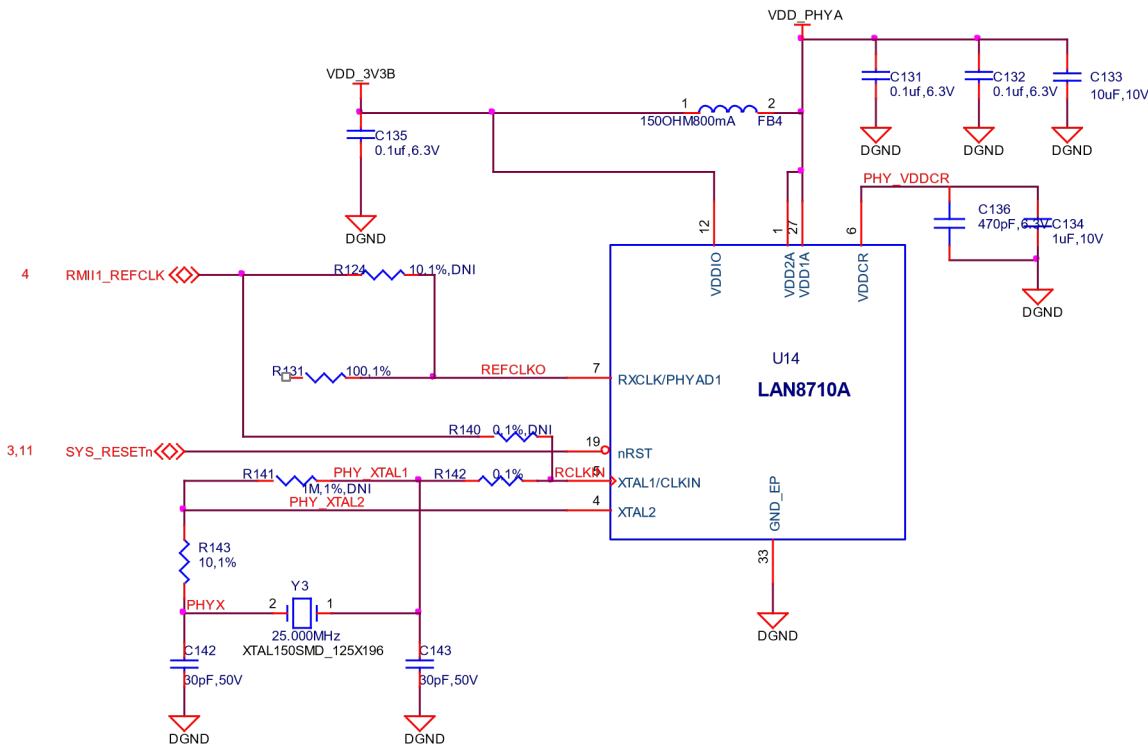 VDD_PHYA
VDD_3V3B
C131
0.1uf,6.3V
C132
0.1uf,6.3V
C133
10uF,10V
1
2
150OHM800mA
FB4
C135
0.1uf,6.3V
DGND
DGND
DGND
DGND
PHY_VDDCR
C136
470pF,6.3V
C134
1uF,10V
DGND
12
1
27
6
VDDIO
VDD2A
VDD1A
VDDCR
4
RMII1_REFCLK
R124
10,1%,DNI
R131
100,1%
REFCLKO
7
RXCLK/PHYAD1
U14
LAN8710A
R140
0,1%,DNI
3,11
SYS_RESETn
19
nRST
R141
1M,1%,DNI
PHY_XTAL1
R142
0,1%
RCLKIN
5
XTAL1/CLKIN
PHY_XTAL2
4
XTAL2
GND_EP
33
DGND
R143
10,1%
PHYX
Y3
2
1
25.000MHz
XTAL150SMD_125X196
C142
30pF,50V
C143
30pF,50V
DGND
DGND